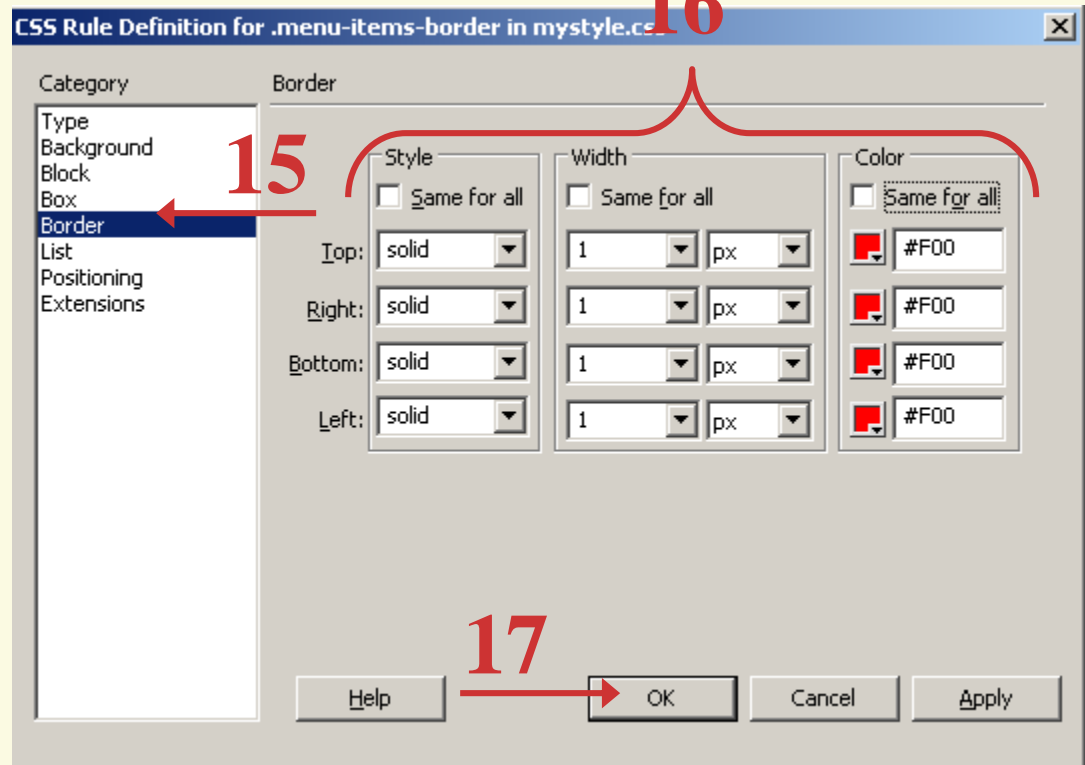 16
CSS Rule Definition for .menu-items-border in mystyle.css
Category
Border
Type
Background
Block
Box
Border
List
Positioning
Extensions
15
Style
Width
Color
Same for all
Same for all
Same for all
Top: solid 1 px #F00
Right: solid 1 px #F00
Bottom: solid 1 px #F00
Left: solid 1 px #F00
17
Help
OK
Cancel
Apply